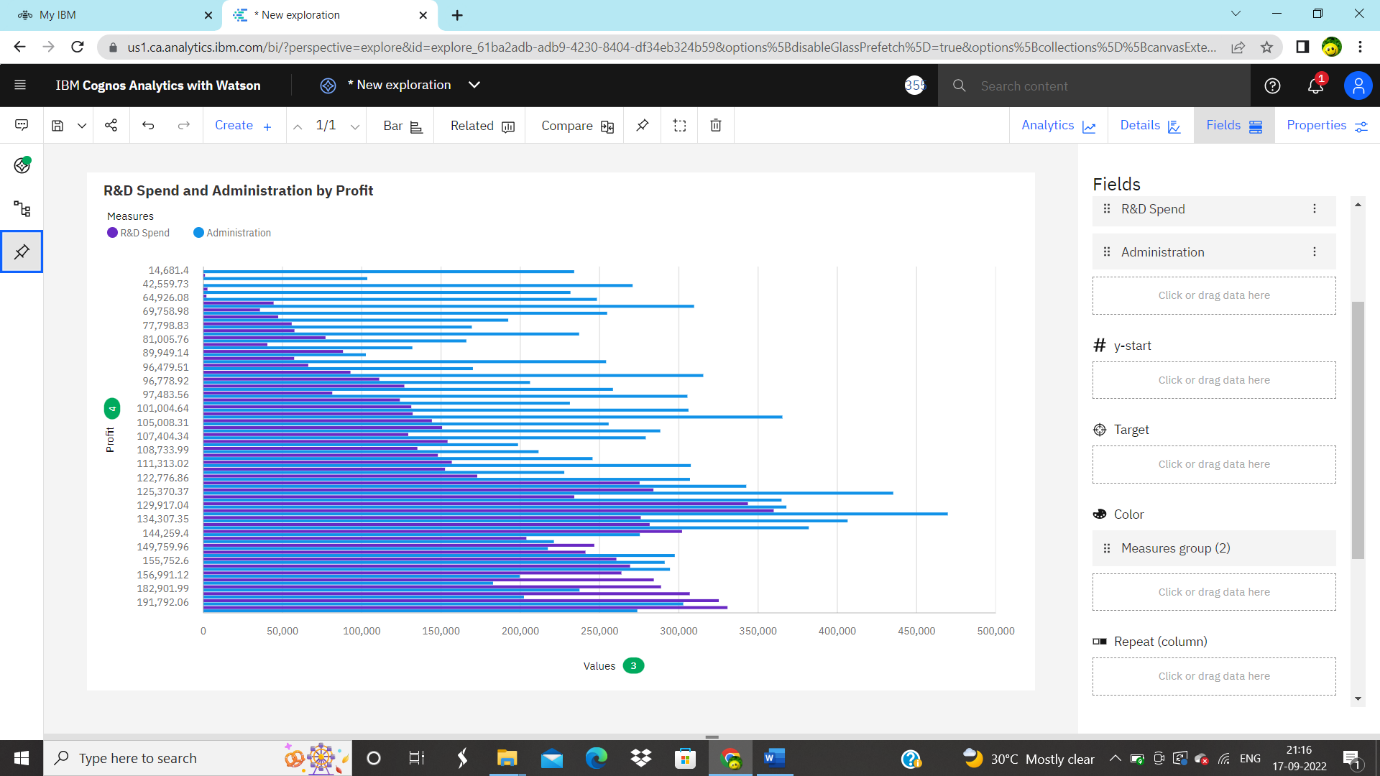 My IBM
* New exploration
us1.ca.analytics.ibm.com/bi/?perspective=explore&id=explore_61ba2adb-adb9-4230-8404-df34eb324b59&options%5BdisableGlassPrefetch%5D=true&options%5Bcollections%5D%5BcanvasExte...
IBM Cognos Analytics with Watson
* New exploration
355
Search content
1
Create +
1/1
Bar
Related
Compare
Analytics
Details
Fields
Properties
R&D Spend and Administration by Profit
Measures
R&D Spend
Administration
Profit
4
14,681.4
42,559.73
64,926.08
69,758.98
77,798.83
81,005.76
89,949.14
96,479.51
96,778.92
97,483.56
101,004.64
105,008.31
107,404.34
108,733.99
111,313.02
122,776.86
125,370.37
129,917.04
134,307.35
144,259.4
149,759.96
155,752.6
156,991.12
182,901.99
191,792.06
0
50,000
100,000
150,000
200,000
250,000
300,000
350,000
400,000
450,000
500,000
Values 3
Fields
R&D Spend
Administration
Click or drag data here
# y-start
Click or drag data here
Target
Click or drag data here
Color
Measures group (2)
Click or drag data here
Repeat (column)
Click or drag data here
Type here to search
30°C Mostly clear
ENG
21:16
17-09-2022
1